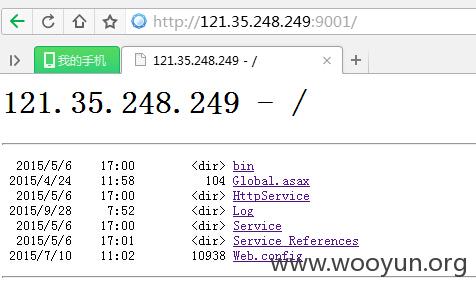 http://121.35.248.249:9001/
我的手机
121.35.248.249 - /
121.35.248.249 - /
2015/5/6 17:00 <dir> bin
2015/4/24 11:58 104 Global.asax
2015/5/6 17:00 <dir> HttpService
2015/9/28 7:52 <dir> Log
2015/5/6 17:00 <dir> Service
2015/5/6 17:01 <dir> Service References
2015/7/10 11:02 10938 Web.config
www.wooyun.org